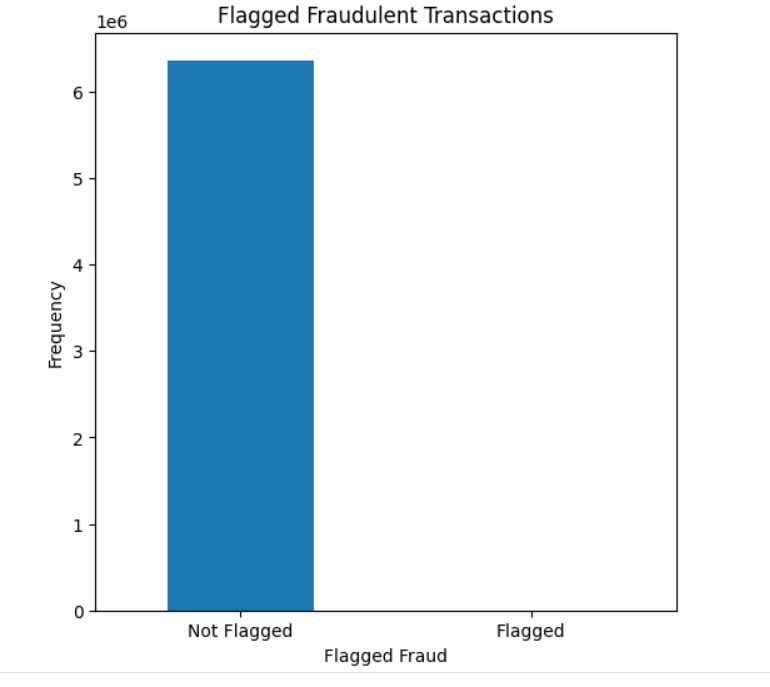 Flagged Fraudulent Transactions
1e6
6
5
4
3
2
1
0
Frequency
Not Flagged
Flagged
Flagged Fraud